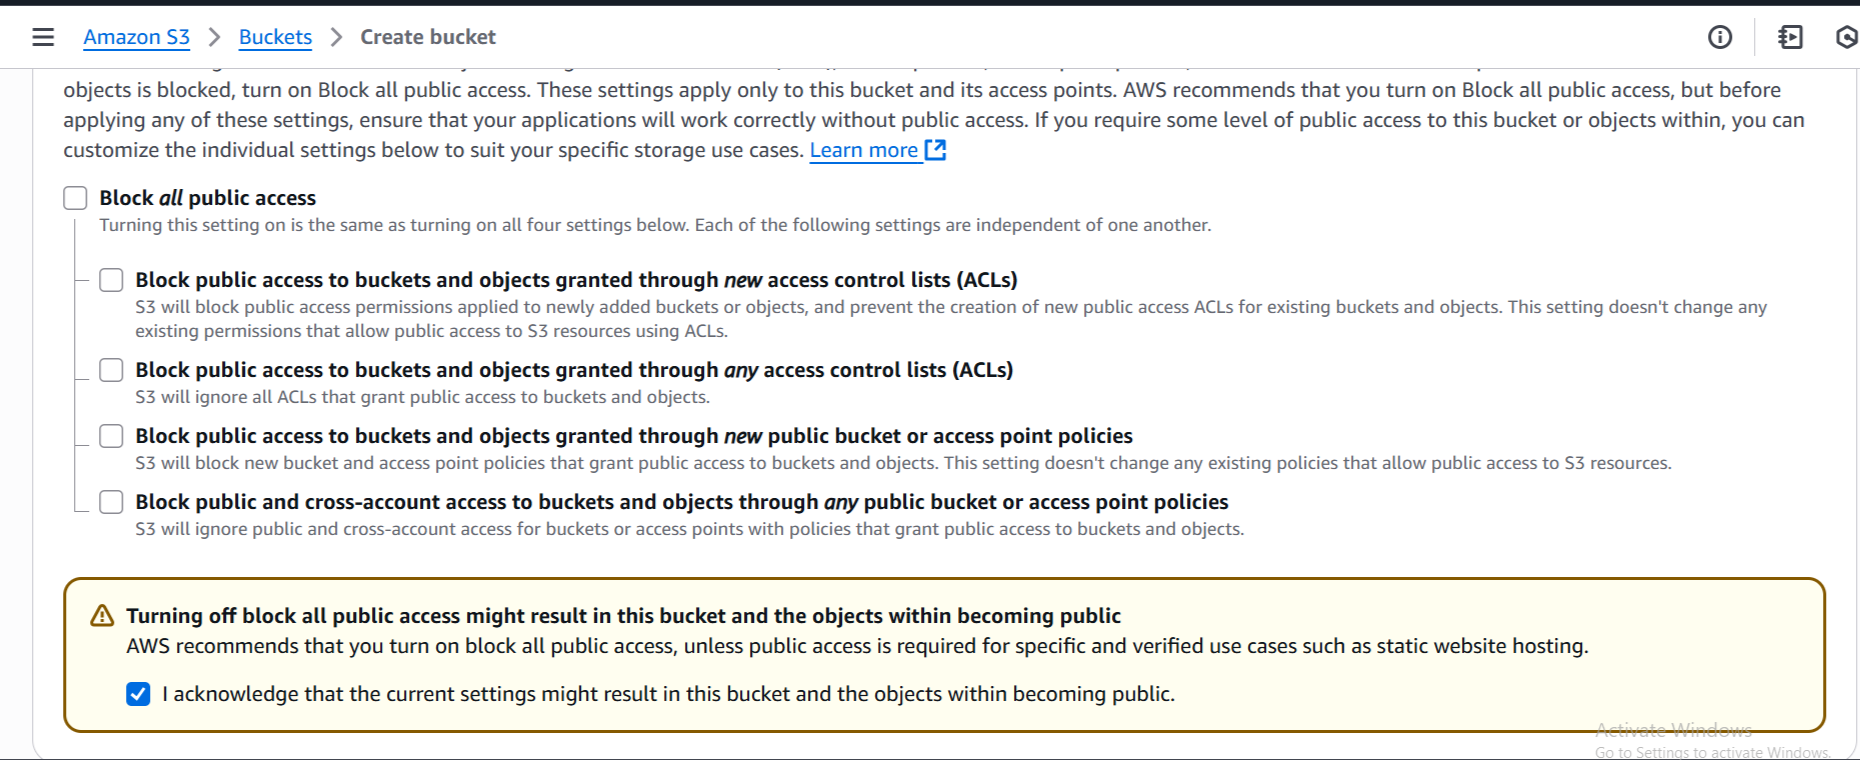 Amazon S3 > Buckets > Create bucket
objects is blocked, turn on Block all public access. These settings apply only to this bucket and its access points. AWS recommends that you turn on Block all public access, but before
applying any of these settings, ensure that your applications will work correctly without public access. If you require some level of public access to this bucket or objects within, you can
customize the individual settings below to suit your specific storage use cases. Learn more
Block all public access
Turning this setting on is the same as turning on all four settings below. Each of the following settings are independent of one another.
Block public access to buckets and objects granted through new access control lists (ACLs)
S3 will block public access permissions applied to newly added buckets or objects, and prevent the creation of new public access ACLs for existing buckets and objects. This setting doesn't change any
existing permissions that allow public access to S3 resources using ACLs.
Block public access to buckets and objects granted through any access control lists (ACLs)
S3 will ignore all ACLs that grant public access to buckets and objects.
Block public access to buckets and objects granted through new public bucket or access point policies
S3 will block new bucket and access point policies that grant public access to buckets and objects. This setting doesn't change any existing policies that allow public access to S3 resources.
Block public and cross-account access to buckets and objects through any public bucket or access point policies
S3 will ignore public and cross-account access for buckets or access points with policies that grant public access to buckets and objects.
Turning off block all public access might result in this bucket and the objects within becoming public
AWS recommends that you turn on block all public access, unless public access is required for specific and verified use cases such as static website hosting.
I acknowledge that the current settings might result in this bucket and the objects within becoming public.
Activate Windows
Go to Settings to activate Windows.